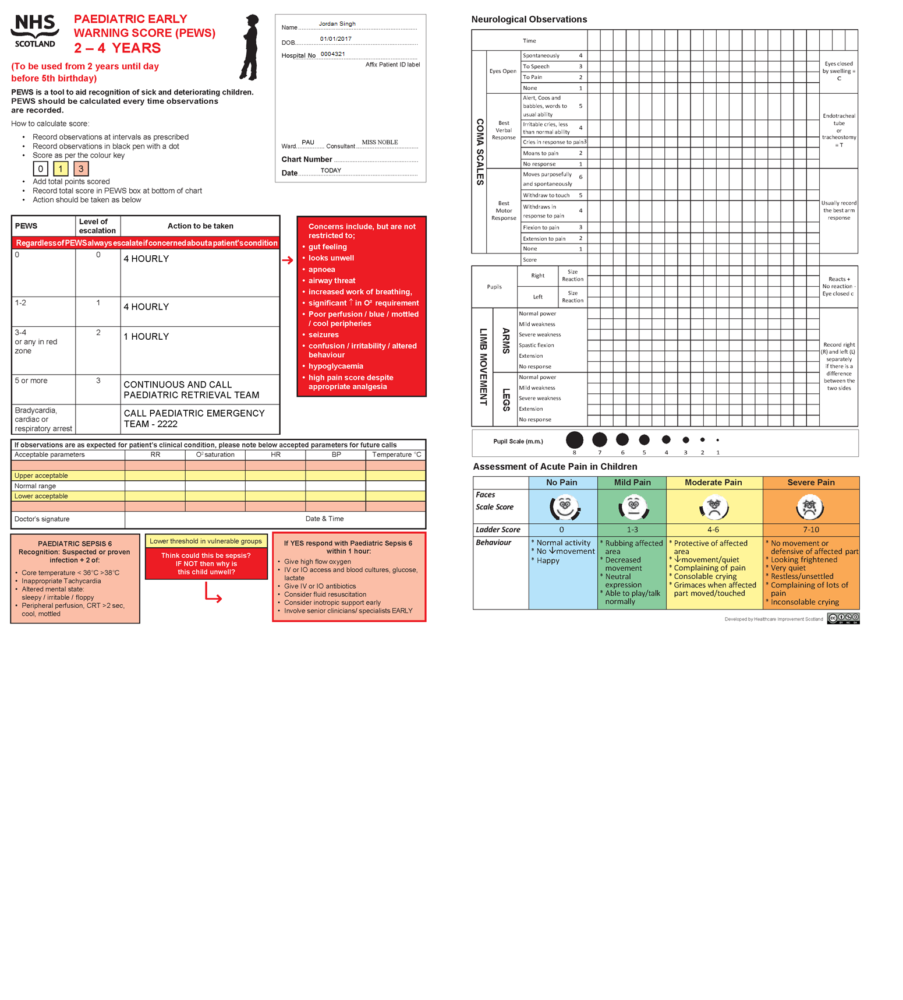 NHS
SCOTLAND
PAEDIATRIC EARLY
WARNING SCORE (PEWS)
2 – 4 YEARS
(To be used from 2 years until day
before 5th birthday)
PEWS is a tool to aid recognition of sick and deteriorating children.
PEWS should be calculated every time observations
are recorded.
How to calculate score:
• Record observations at intervals as prescribed
• Record observations in black pen with a dot
• Score as per the colour key
0 1 3
• Add total points scored
• Record total score in PEWS box at bottom of chart
• Action should be taken as below
Name Jordan Singh
DOB 01/01/2017
Hospital No 0004321
Affix Patient ID label
Ward PAU Consultant MISS NOBLE
Chart Number
Date TODAY
PEWS Level of escalation Action to be taken
Regardless of PEWS always escalate if concerned about a patient's condition
0 0 4 HOURLY
1-2 1 4 HOURLY
3-4
or any in red
zone
2 1 HOURLY
5 or more 3 CONTINUOUS AND CALL
PAEDIATRIC RETRIEVAL TEAM
Bradycardia,
cardiac or
respiratory arrest
CALL PAEDIATRIC EMERGENCY
TEAM - 2222
Concerns include, but are not
restricted to;
• gut feeling
• looks unwell
• apnoea
• airway threat
• increased work of breathing,
• significant ↑ in O² requirement
• Poor perfusion / blue / mottled
/ cool peripheries
• seizures
• confusion / irritability / altered
behaviour
• hypoglycaemia
• high pain score despite
appropriate analgesia
If observations are as expected for patient's clinical condition, please note below accepted parameters for future calls
Acceptable parameters RR O² saturation HR BP Temperature °C
Upper acceptable
Normal range
Lower acceptable
Doctor's signature Date & Time
PAEDIATRIC SEPSIS 6
Recognition: Suspected or proven
infection + 2 of:
• Core temperature < 36°C >38°C
• Inappropriate Tachycardia
• Altered mental state:
sleepy / irritable / floppy
• Peripheral perfusion, CRT >2 sec,
cool, mottled
Lower threshold in vulnerable groups
Think could this be sepsis?
IF NOT then why is
this child unwell?
If YES respond with Paediatric Sepsis 6
within 1 hour:
• Give high flow oxygen
• IV or IO access and blood cultures, glucose,
lactate
• Give IV or IO antibiotics
• Consider fluid resuscitation
• Consider inotropic support early
• Involve senior clinicians/ specialists EARLY
Neurological Observations
Time
COMA SCALES
Eyes Open
Spontaneously 4
To Speech 3
To Pain 2
None 1
Eyes closed
by swelling =
C
Best
Verbal
Response
Alert, Coos and
babbles, words to
usual ability
5
Irritable cries, less
than normal ability
4
Cries in response to pain 3
Moans to pain 2
No response 1
Endotracheal
tube
or
tracheostomy
= T
Best
Motor
Response
Moves purposefully
and spontaneously
6
Withdraw to touch 5
Withdraws in
response to pain
4
Flexion to pain 3
Extension to pain 2
None 1
Usually record
the best arm
response
Score
Pupils
Right Size
Reaction
Left Size
Reaction
Reacts +
No reaction -
Eye closed c
LIMB MOVEMENT
ARMS
Normal power
Mild weakness
Severe weakness
Spastic flexion
Extension
No response
LEGS
Normal power
Mild weakness
Severe weakness
Extension
No response
Record right
(R) and left (L)
separately
if there is a
difference
between the
two sides
Pupil Scale (m.m.)
8 7 6 5 4 3 2 1
Assessment of Acute Pain in Children
No Pain Mild Pain Moderate Pain Severe Pain
Faces
Scale Score
Ladder Score 0 1-3 4-6 7-10
Behaviour
* Normal activity
* No ↓movement
* Happy
* Rubbing affected
area
* Decreased
movement
* Neutral
expression
* Able to play/talk
normally
* Protective of affected
area
* ↓movement/quiet
* Complaining of pain
* Consolable crying
* Grimaces when affected
part moved/touched
* No movement or
defensive of affected part
* Looking frightened
* Very quiet
* Restless/unsettled
* Complaining of lots of
pain
* Inconsolable crying
Developed by Healthcare Improvement Scotland
cc BY NC SA